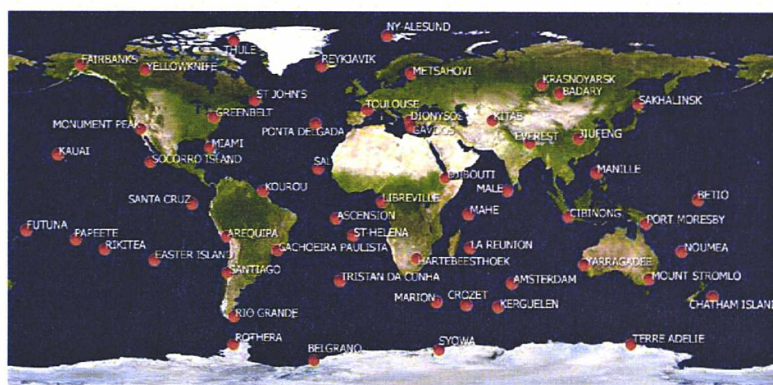 NY-ALESUND
THULE
REYKJAVIK
FAIRBANKS
YELLOWKNIFE
METSAHOVI
KRASNOYARSK
BADARY
ST JOHN'S
SAKHALINSK
GREENBELT
TOULOUSE
DIONYSOS
KITAB
MONUMENT PEAK
PONTA DELGADA
GAVDOS
EVEREST
JIUFENG
MIAMI
KAUAI
SOCORRO ISLAND
SAL
DJIBOUTI
MANILLE
KOUROU
MALE
SANTA CRUZ
LIBREVILLE
BETIO
ASCENSION
MAHE
CIBINONG
PORT MORESBY
FUTUNA
PAPEETE
AREQUIPA
ST-HELENA
RIKITEA
CACHOEIRA PAULISTA
LA REUNION
NOUMEA
EASTER ISLAND
HARTEBEESTHOEK
YARRAGADEE
SANTIAGO
TRISTAN DA CUNHA
AMSTERDAM
MOUNT STROMLO
MARION
CROZET
KERGUELEN
CHATHAM ISLAND
RIO GRANDE
ROTHERA
SYOWA
TERRE ADELIE
BELGRANO